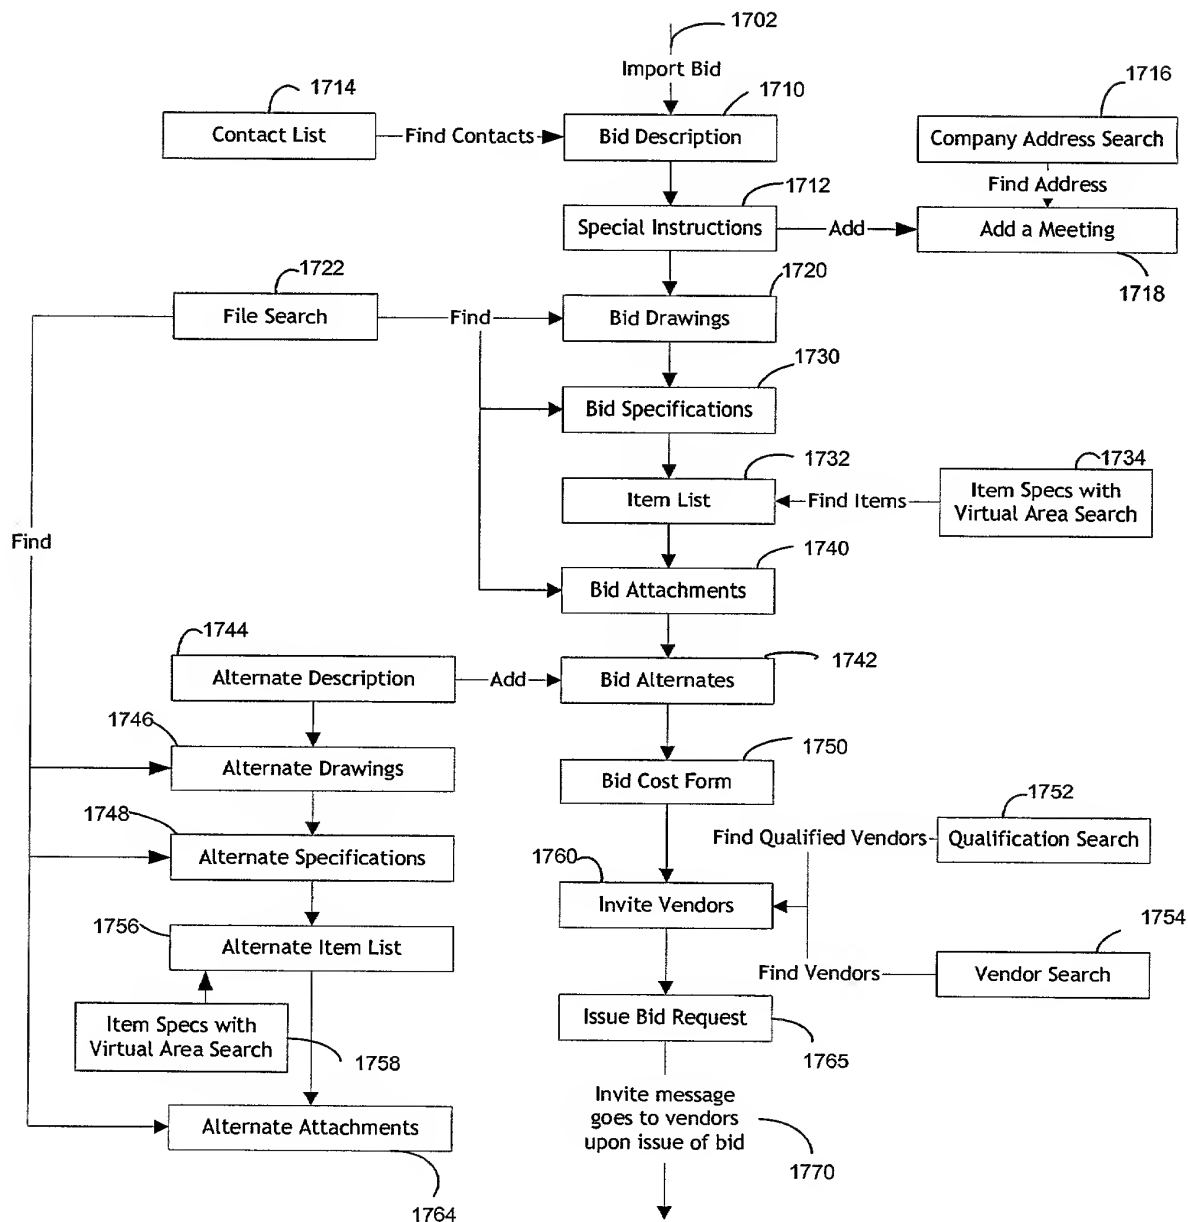 1702
Import Bid
1714
1710
1716
Contact List
Find Contacts
Bid Description
Company Address Search
1712
Find Address
Special Instructions
Add
Add a Meeting
1722
1720
1718
File Search
Find
Bid Drawings
1730
Bid Specifications
1732
1734
Item List
Find Items
Item Specs with
Virtual Area Search
Find
1740
Bid Attachments
1744
1742
Alternate Description
Add
Bid Alternates
1746
1750
Alternate Drawings
Bid Cost Form
1752
1748
Find Qualified Vendors
Qualification Search
Alternate Specifications
1760
Invite Vendors
1756
1754
Alternate Item List
Find Vendors
Vendor Search
Item Specs with
Virtual Area Search
1758
Issue Bid Request
1765
Invite message
goes to vendors
upon issue of bid
1770
Alternate Attachments
1764